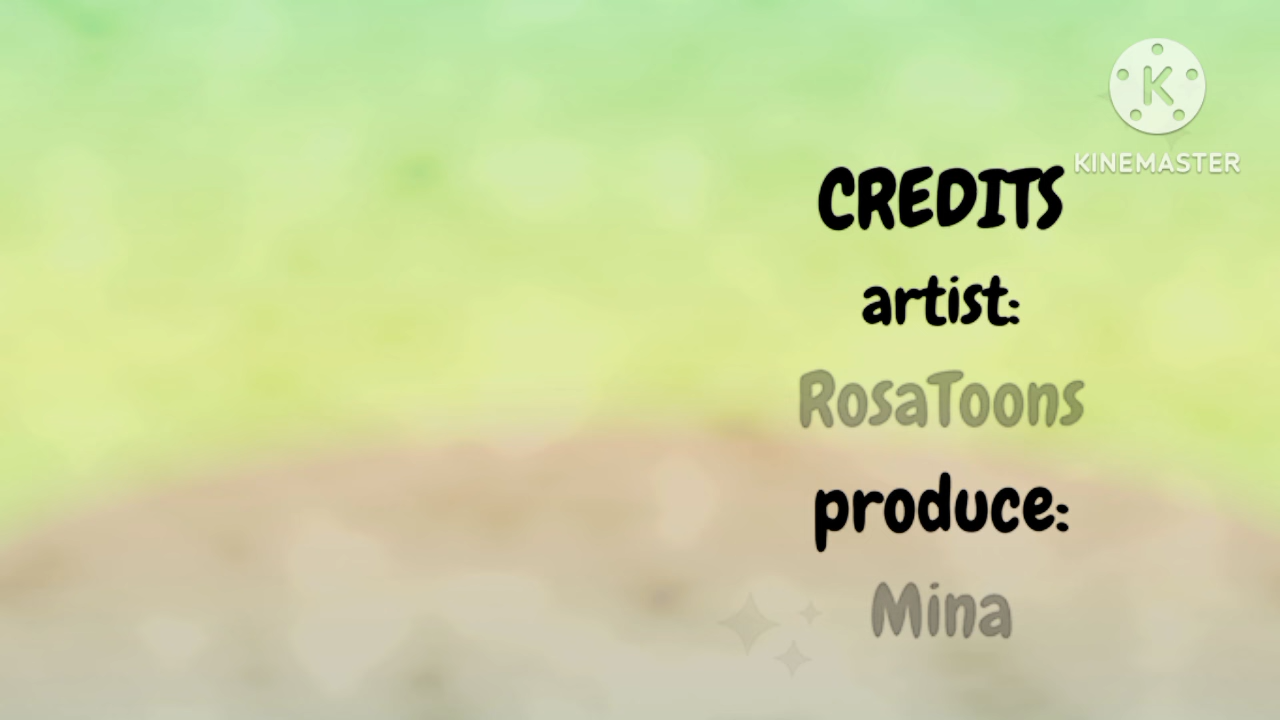 K
KINEMASTER
CREDITS
artist:
RosaToons
produce:
Mina